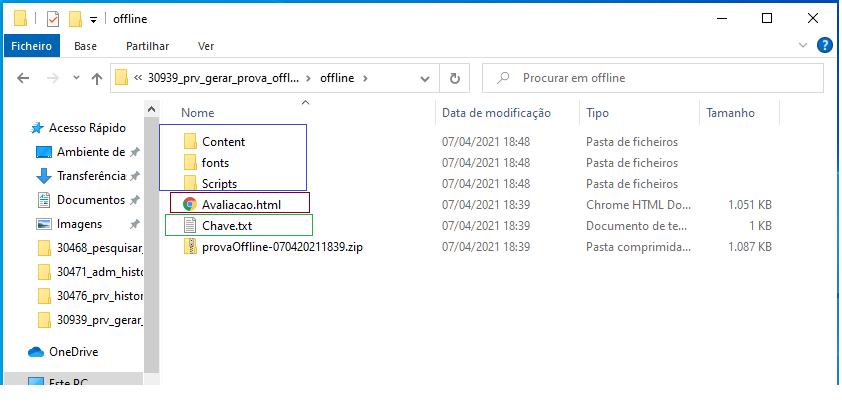 offline
Ficheiro Base Partilhar Ver
« 30939_prv_gerar_prova_offl... › offline › Procurar em offline
Nome Data de modificação Tipo Tamanho
Acesso Rápido
Ambiente de
Transferência
Documentos
Imagens
30468_pesquisar_
30471_adm_histo
30476_prv_histor
30939_prv_gerar_
OneDrive
Este PC
Content 07/04/2021 18:48 Pasta de ficheiros
fonts 07/04/2021 18:48 Pasta de ficheiros
Scripts 07/04/2021 18:48 Pasta de ficheiros
Avaliacao.html 07/04/2021 18:39 Chrome HTML Do... 1.051 KB
Chave.txt 07/04/2021 18:39 Documento de te... 1 KB
provaOffline-070420211839.zip 07/04/2021 18:39 Pasta comprimida... 1.087 KB